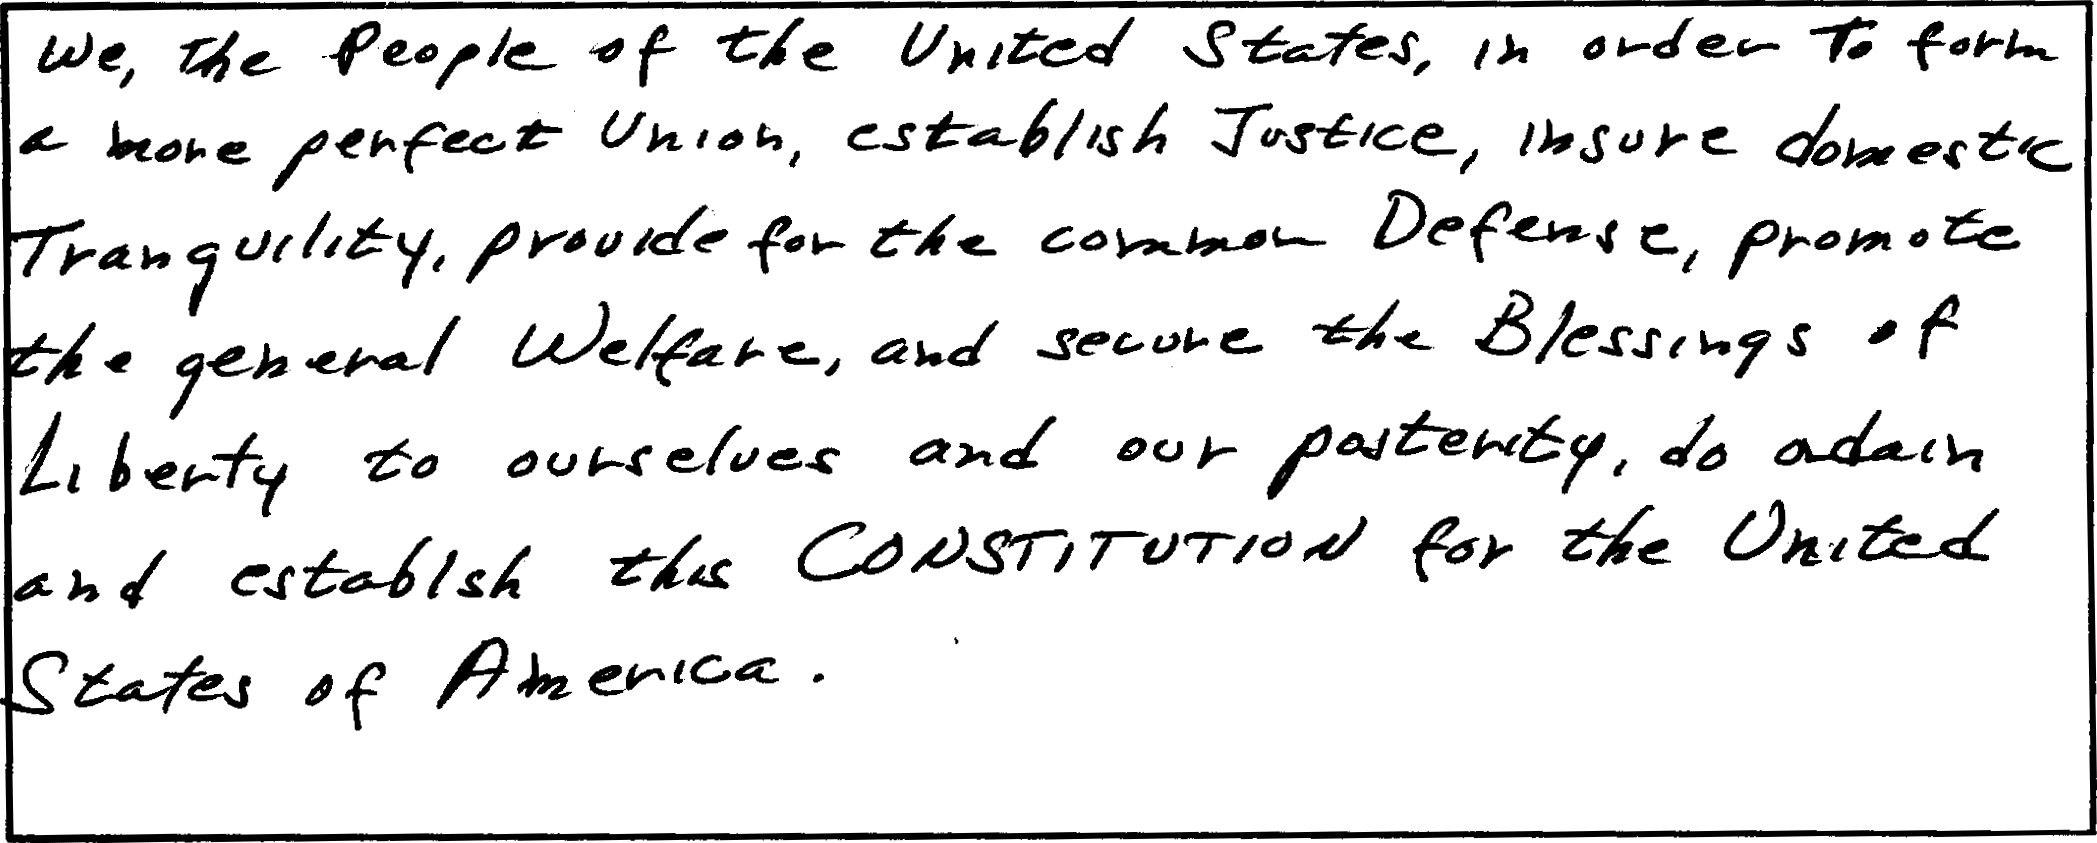 We, the People of the United States, in order To form
a more perfect Union, establish Justice, insure domestic
Tranquility, provide for the common Defense, promote
the general Welfare, and secure the Blessings of
Liberty to ourselves and our posterity, do odain
and establsh this CONSTITUTION for the United
States of America.